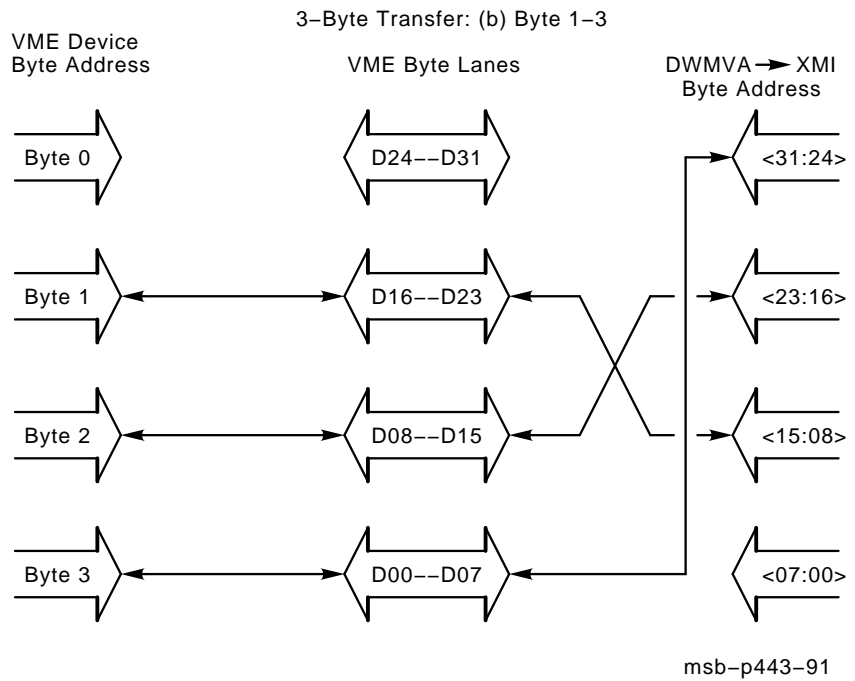 3−Byte Transfer: (b) Byte 1−3
VME Device
Byte Address
VME Byte Lanes
DWMVA → XMI
Byte Address
Byte 0
D24−−D31
<31:24>
Byte 1
D16−−D23
<23:16>
Byte 2
D08−−D15
<15:08>
Byte 3
D00−−D07
<07:00>
msb−p443−91